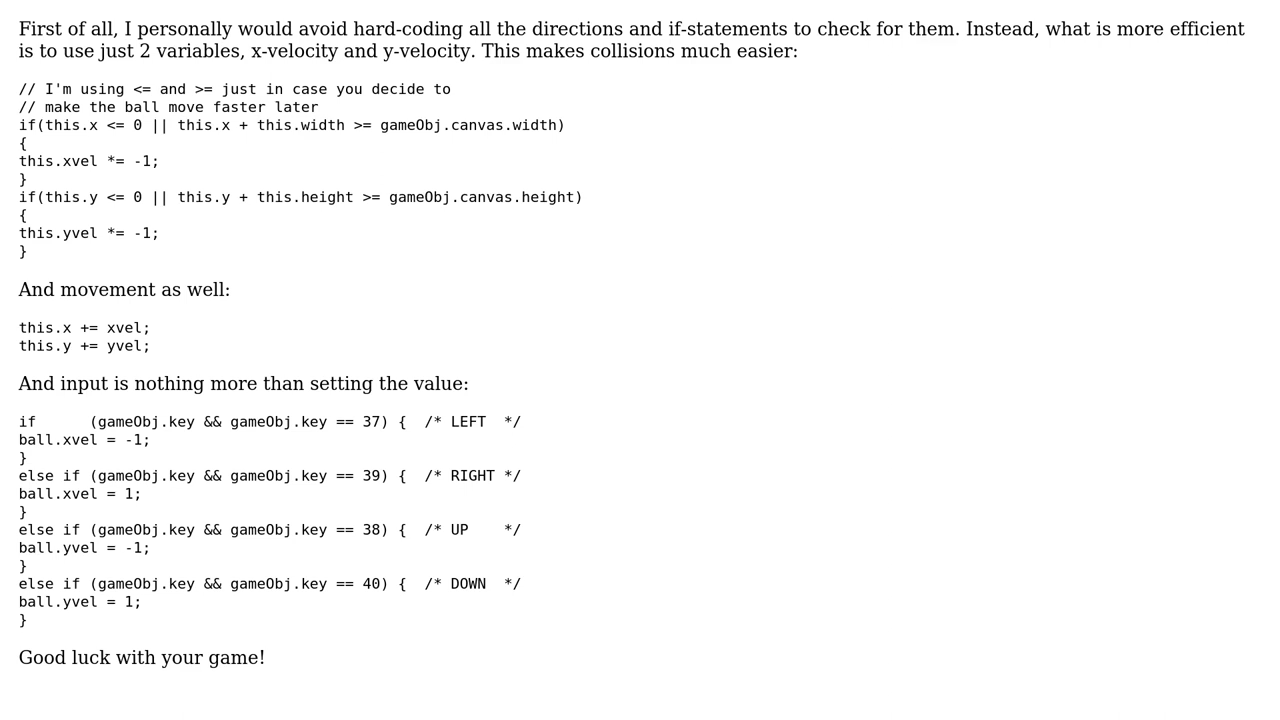 First of all, I personally would avoid hard-coding all the directions and if-statements to check for them. Instead, what is more efficient
is to use just 2 variables, x-velocity and y-velocity. This makes collisions much easier:
// I'm using <= and >= just in case you decide to
// make the ball move faster later
if(this.x <= 0 || this.x + this.width >= gameObj.canvas.width)
{
this.xvel *= -1;
}
if(this.y <= 0 || this.y + this.height >= gameObj.canvas.height)
{
this.yvel *= -1;
}
And movement as well:
this.x += xvel;
this.y += yvel;
And input is nothing more than setting the value:
if      (gameObj.key && gameObj.key == 37) {  /* LEFT  */
ball.xvel = -1;
}
else if (gameObj.key && gameObj.key == 39) {  /* RIGHT */
ball.xvel = 1;
}
else if (gameObj.key && gameObj.key == 38) {  /* UP    */
ball.yvel = -1;
}
else if (gameObj.key && gameObj.key == 40) {  /* DOWN  */
ball.yvel = 1;
}
Good luck with your game!